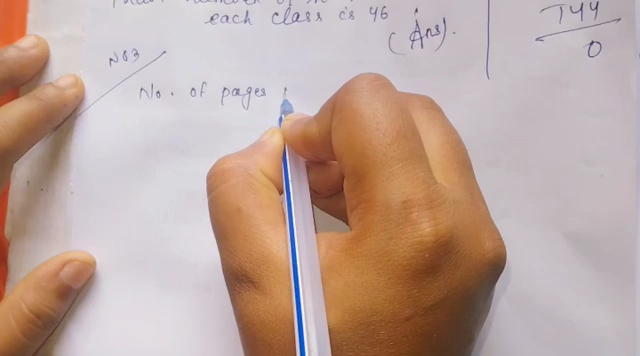 each class is 46
(Ans).
744
0
No3
No. of pages